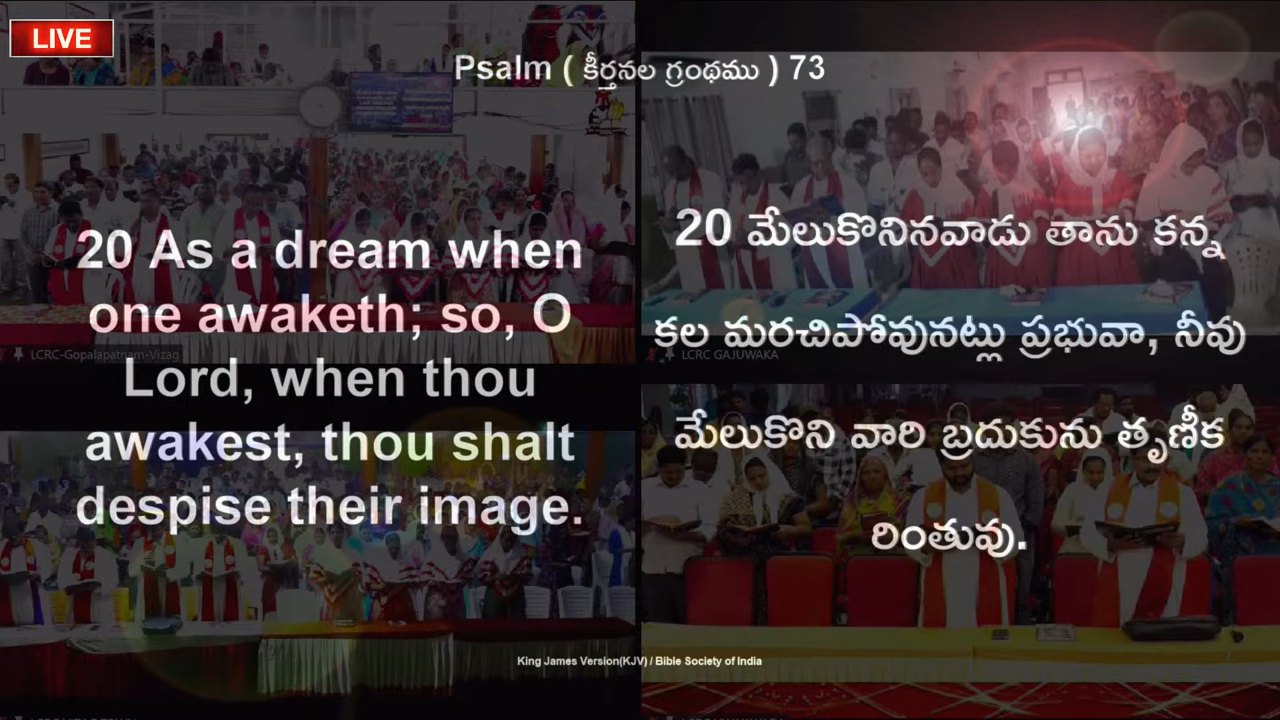 LIVE
Psalm ( కీర్తనల గ్రంథము ) 73
20 As a dream when
one awaketh; so, O
Lord, when thou
awakest, thou shalt
despise their image.
20 మేలుకొనినవాడు తాను కన్న
కల మరచిపోవునట్లు ప్రభువా, నీవు
మేలుకొని వారి బ్రదుకును తృణీక
రింతువు.
LCRC-Gopalapatnam-Vizag
LCRC GAJUWAKA
King James Version(KJV) / Bible Society of India